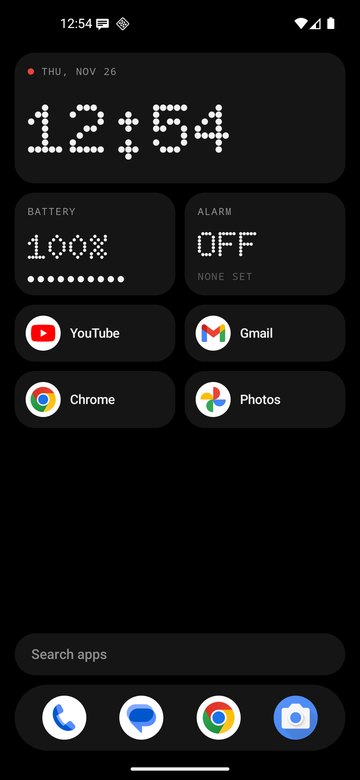 12:54
THU, NOV 26
12:54
BATTERY
100%
ALARM
OFF
NONE SET
YouTube
Gmail
Chrome
Photos
Search apps